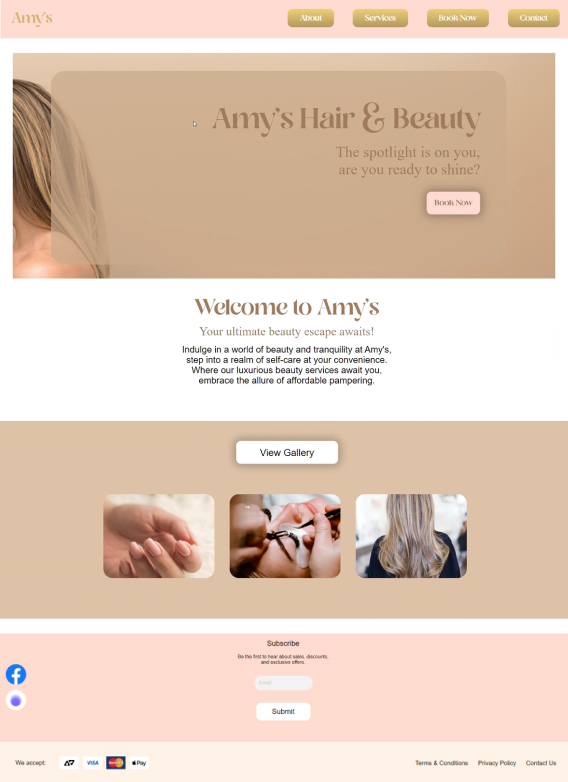 Amy's
About
Services
Book Now
Contact
Amy's Hair & Beauty
The spotlight is on you,
are you ready to shine?
Book Now
Welcome to Amy's
Your ultimate beauty escape awaits!
Indulge in a world of beauty and tranquility at Amy's,
step into a realm of self-care at your convenience.
Where our luxurious beauty services await you,
embrace the allure of affordable pampering.
View Gallery
Subscribe
Be the first to hear about sales, discounts,
and exclusive offers.
Email
Submit
We accept:
VISA
Pay
Terms & Conditions
Privacy Policy
Contact Us